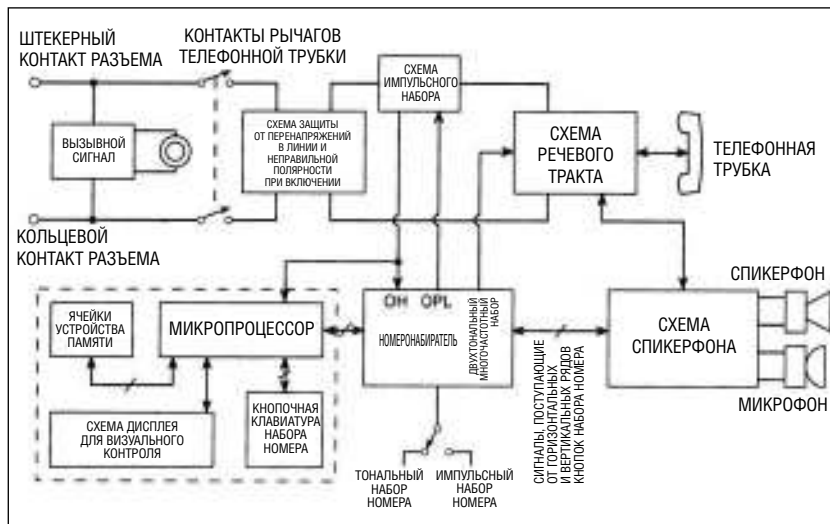 ШТЕКЕРНЫЙ
КОНТАКТ РАЗЪЕМА
КОНТАКТЫ РЫЧАГОВ
ТЕЛЕФОННОЙ ТРУБКИ
СХЕМА
ИМПУЛЬСНОГО
НАБОРА
ВЫЗЫВНОЙ
СИГНАЛ
СХЕМА ЗАЩИТЫ
ОТ ПЕРЕНАПРЯЖЕНИЙ
В ЛИНИИ И
НЕПРАВИЛЬНОЙ
ПОЛЯРНОСТИ
ПРИ ВКЛЮЧЕНИИ
СХЕМА
РЕЧЕВОГО
ТРАКТА
ТЕЛЕФОННАЯ
ТРУБКА
КОЛЬЦЕВОЙ
КОНТАКТ РАЗЪЕМА
ЯЧЕЙКИ
УСТРОЙСТВА
ПАМЯТИ
МИКРОПРОЦЕССОР
СХЕМА ДИСПЛЕЯ
ДЛЯ ВИЗУАЛЬНОГО
КОНТРОЛЯ
КНОПОЧНАЯ
КЛАВИАТУРА
НАБОРА
НОМЕРА
OH OPL
НОМЕРОНАБИРАТЕЛЬ
ДВУХТОНАЛЬНЫЙ
МНОГОЧАСТОТНЫЙ
НАБОР
ТОНАЛЬНЫЙ
НАБОР
НОМЕРА
ИМПУЛЬСНЫЙ
НАБОР
НОМЕРА
СИГНАЛЫ, ПОСТУПАЮЩИЕ
ОТ ГОРИЗОНТАЛЬНЫХ
И ВЕРТИКАЛЬНЫХ РЯДОВ
КНОПОК НАБОРА НОМЕРА
СХЕМА
СПИКЕРФОНА
СПИКЕРФОН
МИКРОФОН